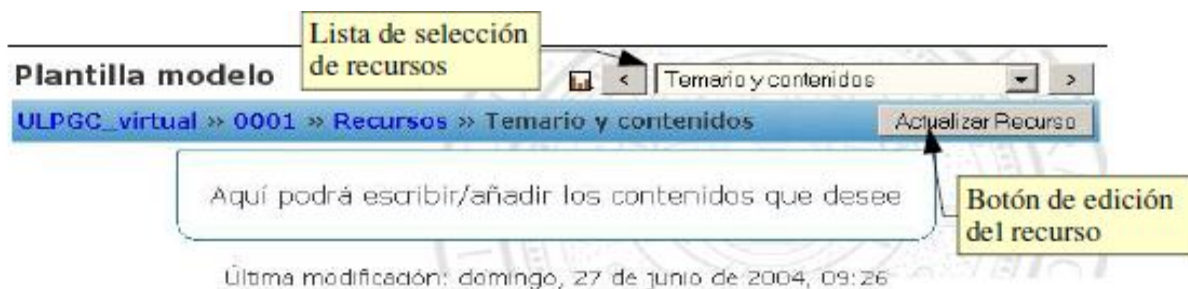 Lista de selección
de recursos
Plantilla modelo
<
Temario y contenidos
>
ULPGC_virtual » 0001 » Recursos » Temario y contenidos
Actualizar Recurso
Aquí podrá escribir/añadir los contenidos que desee
Botón de edición
del recurso
Última modificación: domingo, 27 de junio de 2004, 09:26